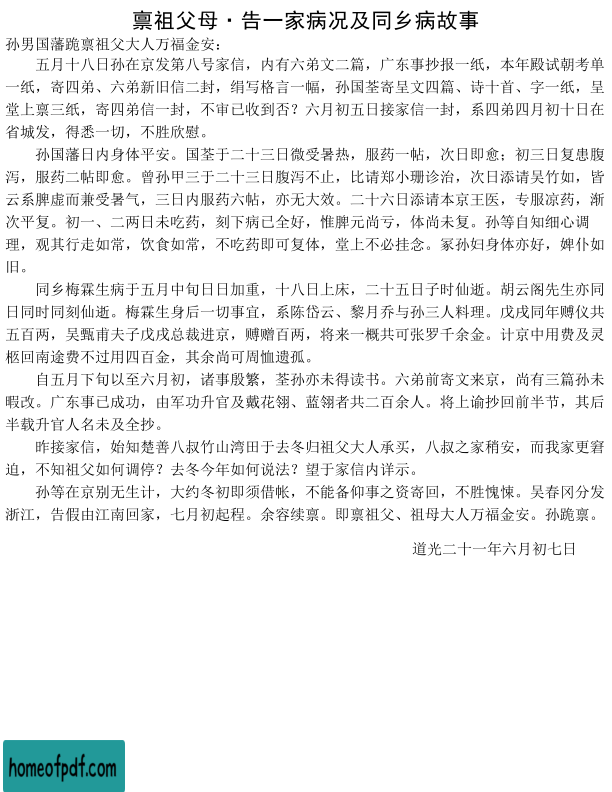 禀祖父母·告一家病况及同乡病故事
孙男国藩跪禀祖父大人万福金安：
五月十八日孙在京发第八号家信，内有六弟文二篇，广东事抄报一纸，本年殿试朝考单
一纸，寄四弟、六弟新旧信二封，绢写格言一幅，孙国荃寄呈文四篇、诗十首、字一纸，呈
堂上禀三纸，寄四弟信一封，不审已收到否？六月初五日接家信一封，系四弟四月初十日在
省城发，得悉一切，不胜欣慰。
孙国藩日内身体平安。国荃于二十三日微受暑热，服药一帖，次日即愈；初三日复患腹
泻，服药二帖即愈。曾孙甲三于二十三日腹泻不止，比请郑小珊诊治，次日添请吴竹如，皆
云系脾虚而兼受暑气，三日内服药六帖，亦无大效。二十六日添请本京王医，专服凉药，渐
次平复。初一、二两日未吃药，刻下病已全好，惟脾元尚亏，体尚未复。孙等自知细心调
理，观其行走如常，饮食如常，不吃药即可复体，堂上不必挂念。冢孙妇身体亦好，婢仆如
旧。
同乡梅霖生病于五月中旬日日加重，十八日上床，二十五日子时仙逝。胡云阁先生亦同
日同时同刻仙逝。梅霖生身后一切事宜，系陈岱云、黎月乔与孙三人料理。戊戌同年赙仪共
五百两，吴甄甫夫子戊戌总裁进京，赙赠百两，将来一概共可张罗千余金。计京中用费及灵
柩回南途费不过用四百金，其余尚可周恤遗孤。
自五月下旬以至六月初，诸事殷繁，荃孙亦未得读书。六弟前寄文来京，尚有三篇孙未
暇改。广东事已成功，由军功升官及戴花翎、蓝翎者共二百余人。将上谕抄回前半节，其后
半载升官人名未及全抄。
昨接家信，始知楚善八叔竹山湾田于去冬归祖父大人承买，八叔之家稍安，而我家更窘
迫，不知祖父如何调停？去冬今年如何说法？望于家信内详示。
孙等在京别无生计，大约冬初即须借帐，不能备仰事之资寄回，不胜愧悚。吴春冈分发
浙江，告假由江南回家，七月初起程。余容续禀。即禀祖父、祖母大人万福金安。孙跪禀。
道光二十一年六月初七日
homeofpdf.com